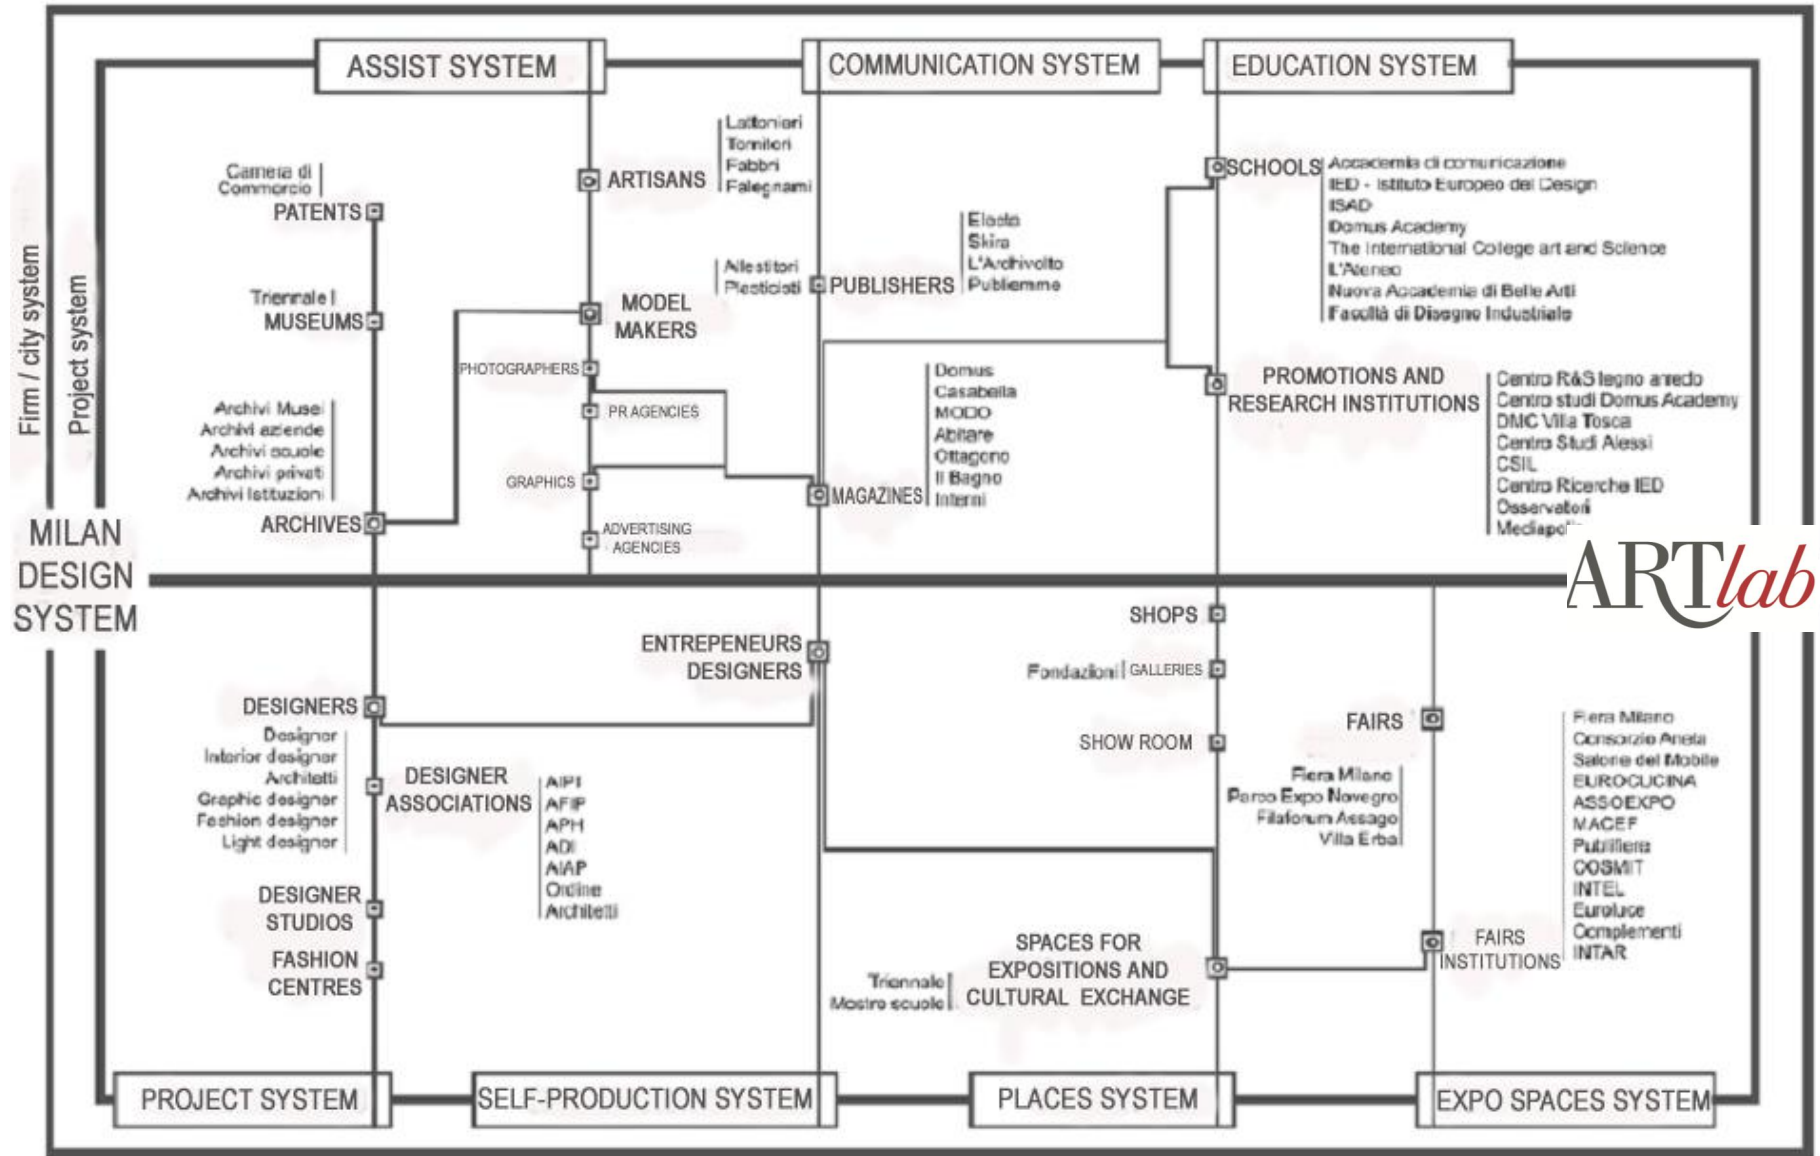 ASSIST SYSTEM
COMMUNICATION SYSTEM
EDUCATION SYSTEM
Firm / city system
Project system
MILAN
DESIGN
SYSTEM
Camera di
Commercio
PATENTS
Triennale
MUSEUMS
Archivi Musei
Archivi aziende
Archivi scuole
Archivi privati
Archivi Istituzioni
ARCHIVES
Lattonieri
Tornitori
Fabbri
Falegnami
ARTISANS
Allestitori
Plasticisti
MODEL
MAKERS
PHOTOGRAPHERS
PR AGENCIES
GRAPHICS
ADVERTISING
AGENCIES
Electa
Skira
L'Archivolto
Publiemme
PUBLISHERS
Domus
Casabella
MODO
Abitare
Ottagono
Il Bagno
Interni
MAGAZINES
SCHOOLS
Accademia di comunicazione
IED - Istituto Europeo del Design
ISAD
Domus Academy
The International College art and Science
L'Ateneo
Nuova Accademia di Belle Arti
Facoltà di Disegno Industriale
PROMOTIONS AND
RESEARCH INSTITUTIONS
Centro R&S legno arredo
Centro studi Domus Academy
DMC Villa Tosca
Centro Studi Alessi
CSIL
Centro Ricerche IED
Osservatori
ARTlab
DESIGNERS
Designer
Interior designer
Architetti
Graphic designer
Fashion designer
Light designer
DESIGNER
ASSOCIATIONS
AIPI
AFIP
APH
ADI
AIAP
Ordine
Architetti
DESIGNER
STUDIOS
FASHION
CENTRES
ENTREPENEURS
DESIGNERS
SHOPS
Fondazioni
GALLERIES
SHOW ROOM
Triennale
Mostre scuole
SPACES FOR
EXPOSITIONS AND
CULTURAL EXCHANGE
FAIRS
Fiera Milano
Parco Expo Novegro
Filaforum Assago
Villa Erba
Fiera Milano
Consorzio
Salone del Mobile
EUROCUCINA
ASSOEXPO
MACEF
Publifiere
COSMIT
INTEL
Euroluce
Complementi
INTAR
FAIRS
INSTITUTIONS
PROJECT SYSTEM
SELF-PRODUCTION SYSTEM
PLACES SYSTEM
EXPO SPACES SYSTEM